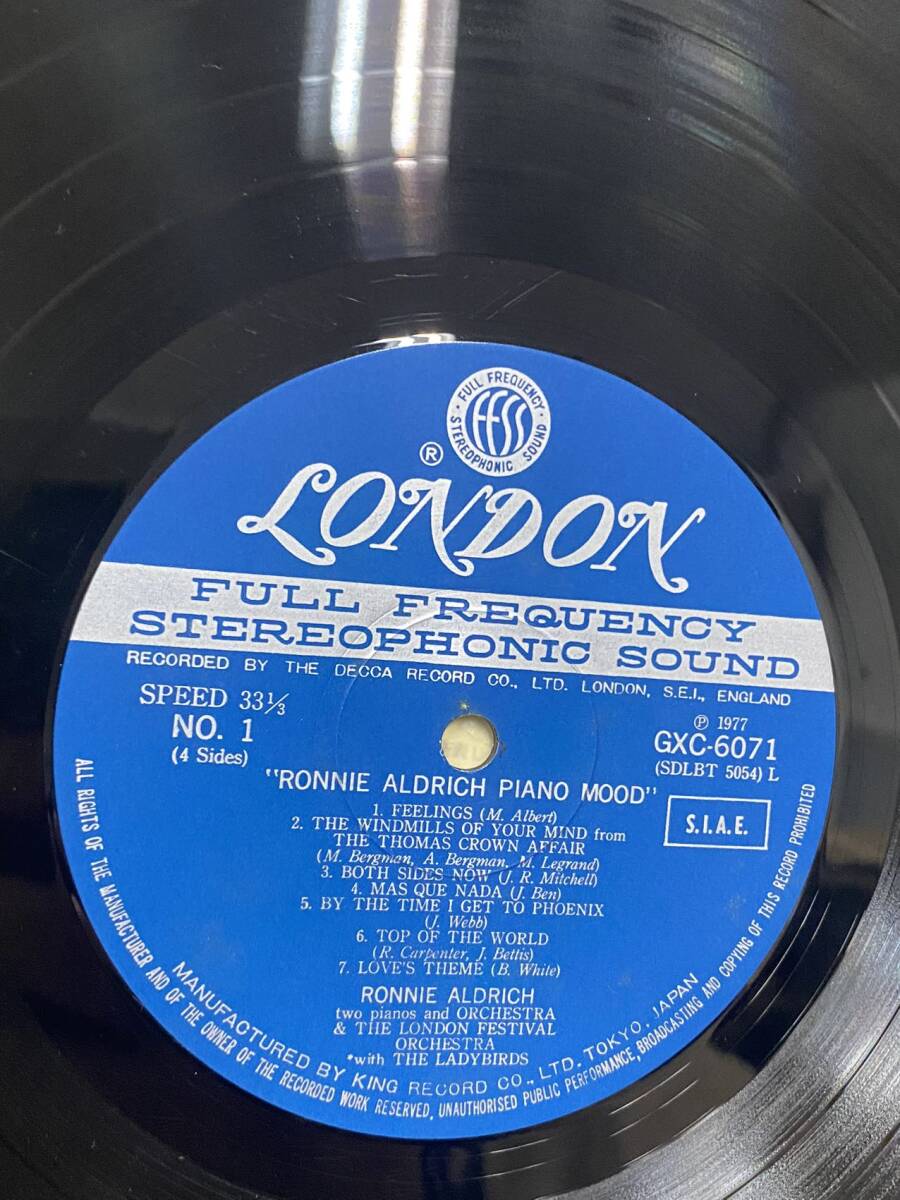 FULL FREQUENCY
FFSS
STEREOPHONIC SOUND
®
LONDON
FULL FREQUENCY
STEREOPHONIC SOUND
RECORDED BY THE DECCA RECORD CO., LTD. LONDON, S.E.I., ENGLAND
SPEED 33⅓
NO. 1
(4 Sides)
℗ 1977
GXC-6071
(SDLBT 5054) L
S.I.A.E.
"RONNIE ALDRICH PIANO MOOD"
1. FEELINGS (M. Albert)
2. THE WINDMILLS OF YOUR MIND from
THE THOMAS CROWN AFFAIR
(M. Bergman, A. Bergman, M. Legrand)
3. BOTH SIDES NOW (J. R. Mitchell)
4. MAS QUE NADA (J. Ben)
5. BY THE TIME I GET TO PHOENIX
(J. Webb)
6. TOP OF THE WORLD
(R. Carpenter, J. Bettis)
7. LOVE'S THEME (B. White)
RONNIE ALDRICH
two pianos and ORCHESTRA
& THE LONDON FESTIVAL
ORCHESTRA
*with THE LADYBIRDS
MANUFACTURED BY KING RECORD CO., LTD. TOKYO, JAPAN
ALL RIGHTS OF THE MANUFACTURER AND OF THE OWNER OF THE RECORDED WORK RESERVED, UNAUTHORISED PUBLIC PERFORMANCE, BROADCASTING AND COPYING OF THIS RECORD PROHIBITED